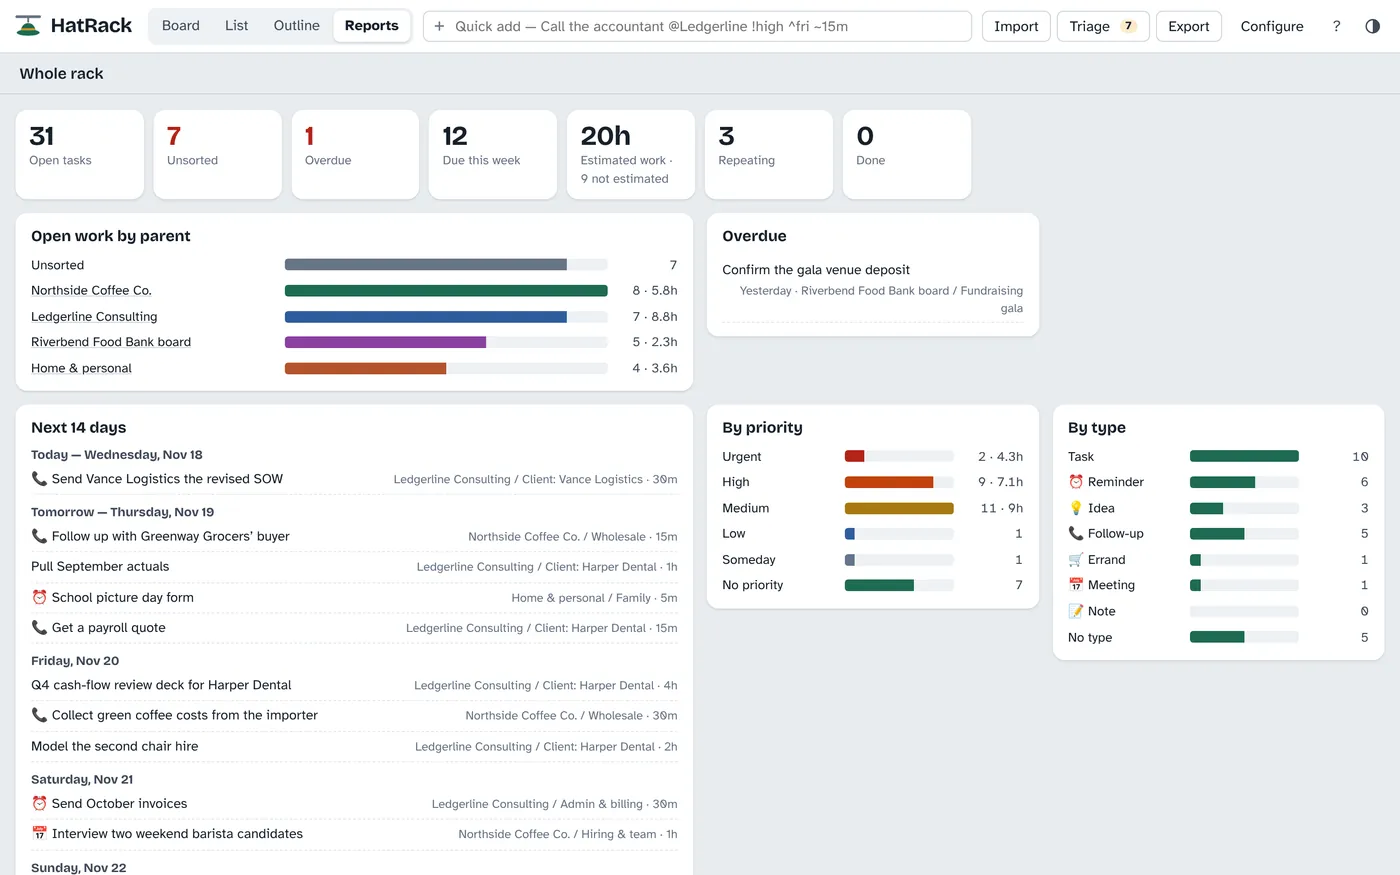 HatRack
Board
List
Outline
Reports
+ Quick add — Call the accountant @Ledgerline !high ^fri ~15m
Import
Triage 7
Export
Configure
?
Whole rack
31
Open tasks
7
Unsorted
1
Overdue
12
Due this week
20h
Estimated work ·
9 not estimated
3
Repeating
0
Done
Open work by parent
Unsorted 7
Northside Coffee Co. 8 · 5.8h
Ledgerline Consulting 7 · 8.8h
Riverbend Food Bank board 5 · 2.3h
Home & personal 4 · 3.6h
Overdue
Confirm the gala venue deposit
Yesterday · Riverbend Food Bank board / Fundraising
gala
Next 14 days
Today — Wednesday, Nov 18
Send Vance Logistics the revised SOW Ledgerline Consulting / Client: Vance Logistics · 30m
Tomorrow — Thursday, Nov 19
Follow up with Greenway Grocers’ buyer Northside Coffee Co. / Wholesale · 15m
Pull September actuals Ledgerline Consulting / Client: Harper Dental · 1h
School picture day form Home & personal / Family · 5m
Get a payroll quote Ledgerline Consulting / Client: Harper Dental · 15m
Friday, Nov 20
Q4 cash-flow review deck for Harper Dental Ledgerline Consulting / Client: Harper Dental · 4h
Collect green coffee costs from the importer Northside Coffee Co. / Wholesale · 30m
Model the second chair hire Ledgerline Consulting / Client: Harper Dental · 2h
Saturday, Nov 21
Send October invoices Ledgerline Consulting / Admin & billing · 30m
Interview two weekend barista candidates Northside Coffee Co. / Hiring & team · 1h
Sunday, Nov 22
By priority
Urgent 2 · 4.3h
High 9 · 7.1h
Medium 11 · 9h
Low 1
Someday 1
No priority 7
By type
Task 10
Reminder 6
Idea 3
Follow-up 5
Errand 1
Meeting 1
Note 0
No type 5